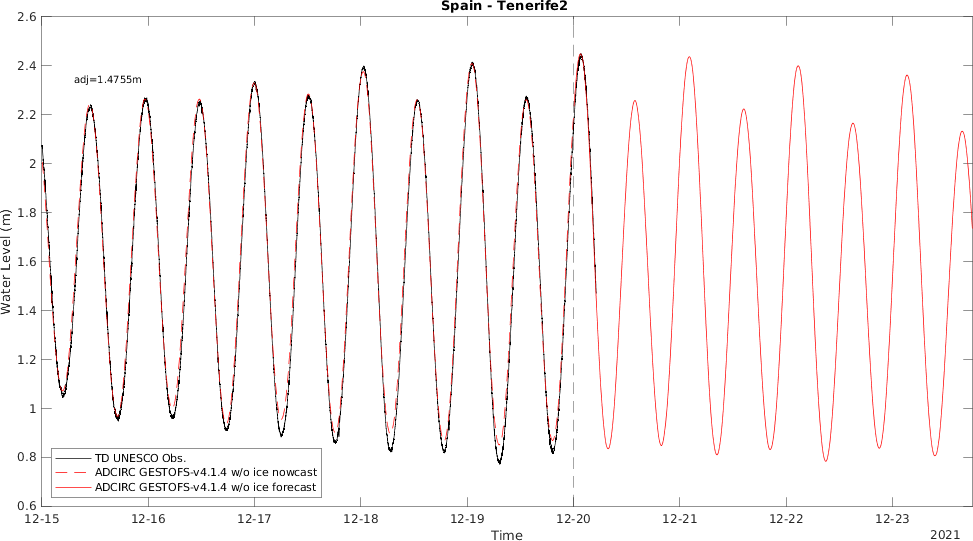 Spain - Tenerife2
2.6
2.4
2.2
2
1.8
1.6
1.4
1.2
1
0.8
0.6
Water Level (m)
adj=1.4755m
TD UNESCO Obs.
ADCIRC GESTOFS-v4.1.4 w/o ice nowcast
ADCIRC GESTOFS-v4.1.4 w/o ice forecast
12-15 12-16 12-17 12-18 12-19 12-20 12-21 12-22 12-23
Time
2021